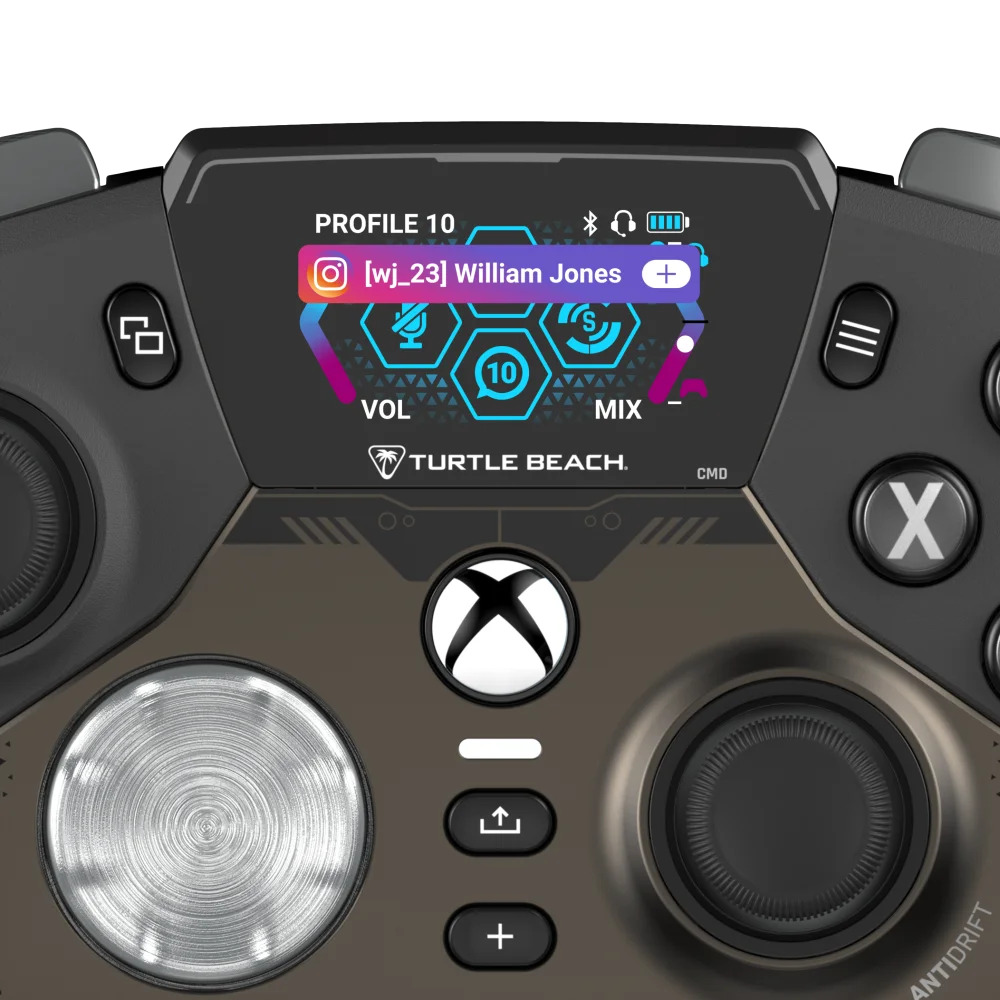 PROFILE 10
[wj_23] William Jones
S
10
VOL
MIX
TURTLE BEACH.
CMD
X
ANTIDRIFT